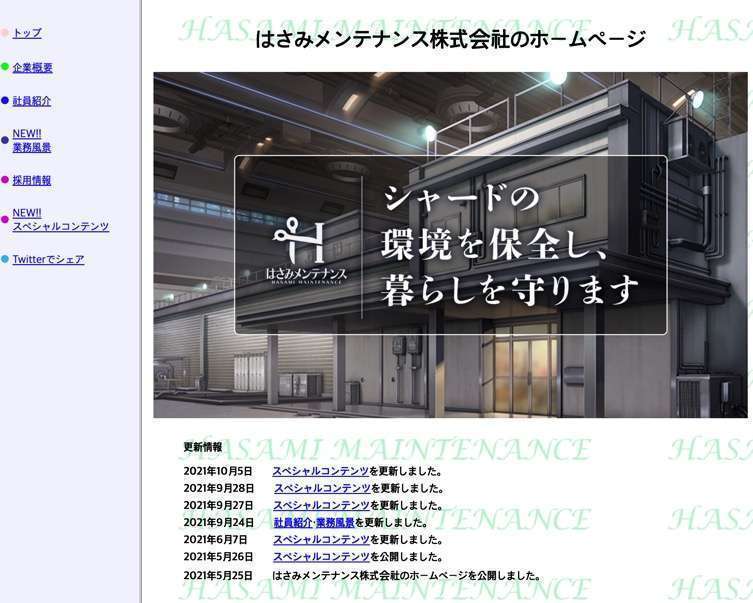 トップ
企業概要
社員紹介
NEW!!
業務風景
採用情報
NEW!!
スペシャルコンテンツ
Twitterでシェア
HASAMI MAINTENANCE
はさみメンテナンス株式会社のホームページ
シャードの
環境を保全し、
暮らしを守ります
はさみメンテナンス
HASAMI MAINTENANCE
更新情報
HASAMI MAINTENANCE
2021年10月5日 スペシャルコンテンツを更新しました。
2021年9月28日 スペシャルコンテンツを更新しました。
2021年9月27日 スペシャルコンテンツを更新しました。
2021年9月24日 社員紹介·業務風景を更新しました。
HASAMI MAINTENANCE
2021年6月7日 スペシャルコンテンツを更新しました。
2021年5月26日 スペシャルコンテンツを公開しました。
2021年5月25日 はさみメンテナンス株式会社のホームページを公開しました。
HASAMI MAINTENANCE